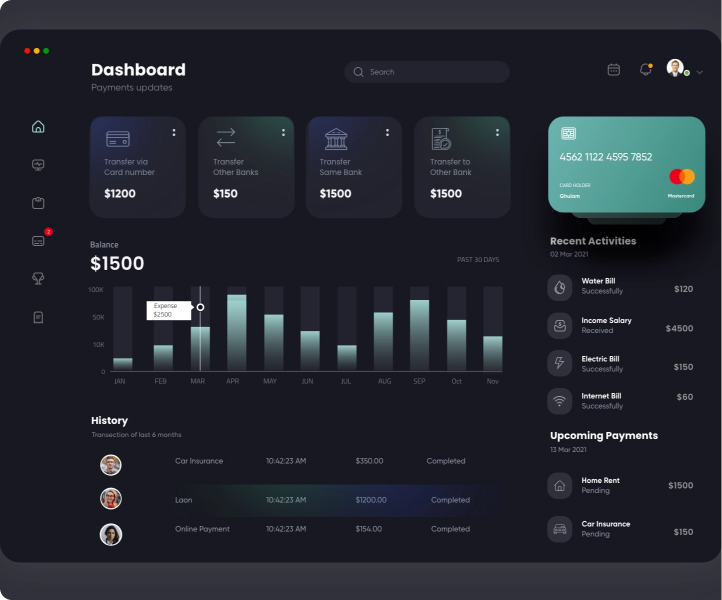 Dashboard
Payments updates
Search
Transfer via
Card number
$1200
Transfer
Other Banks
$150
Transfer
Same Bank
$1500
Transfer to
Other Bank
$1500
4562 1122 4595 7852
CARD HOLDER
Ghulam
Mastercard
2
Balance
$1500
PAST 30 DAYS
100K
50K
10K
0
Expense
$2500
JAN FEB MAR APR MAY JUN JUL AUG SEP Oct Nov
Recent Activities
02 Mar 2021
Water Bill
Successfully
$120
Income Salary
Received
$4500
Electric Bill
Successfully
$150
Internet Bill
Successfully
$60
History
Transection of last 6 months
Car Insurance 10:42:23 AM $350.00 Completed
Laon 10:42:23 AM $1200.00 Completed
Online Payment 10:42:23 AM $154.00 Completed
Upcoming Payments
13 Mar 2021
Home Rent
Pending
$1500
Car Insurance
Pending
$150